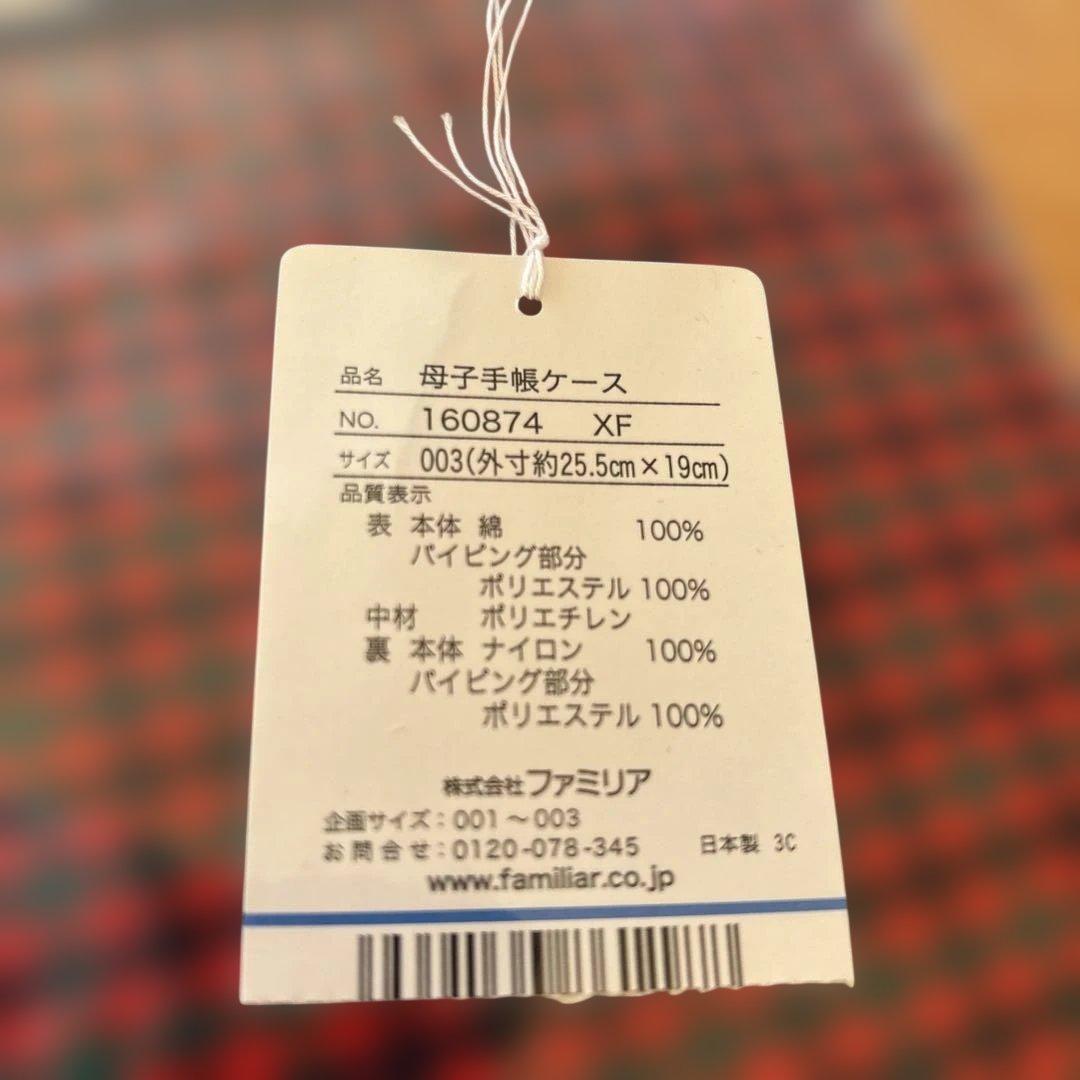 品名 母子手帳ケース
NO. 160874 XF
サイズ 003(外寸約25.5cm×19cm)
品質表示
表 本体 綿 100%
パイピング部分
ポリエステル 100%
中材 ポリエチレン
裏 本体 ナイロン 100%
パイピング部分
ポリエステル 100%
株式会社ファミリア
企画サイズ：001～003
お問合せ：0120-078-345 日本製 3C
www.familiar.co.jp